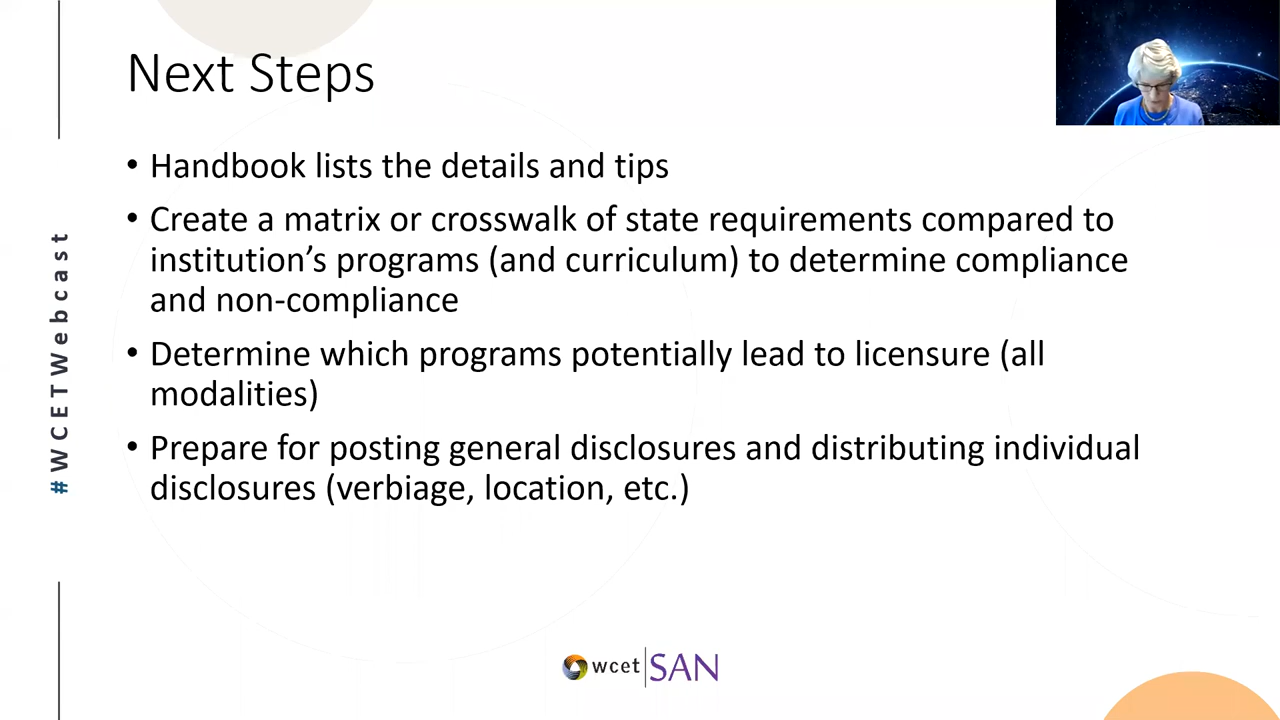 Next Steps
• Handbook lists the details and tips
• Create a matrix or crosswalk of state requirements compared to
institution’s programs (and curriculum) to determine compliance
and non-compliance
• Determine which programs potentially lead to licensure (all
modalities)
• Prepare for posting general disclosures and distributing individual
disclosures (verbiage, location, etc.)
#WCETWebcast
wcet|SAN